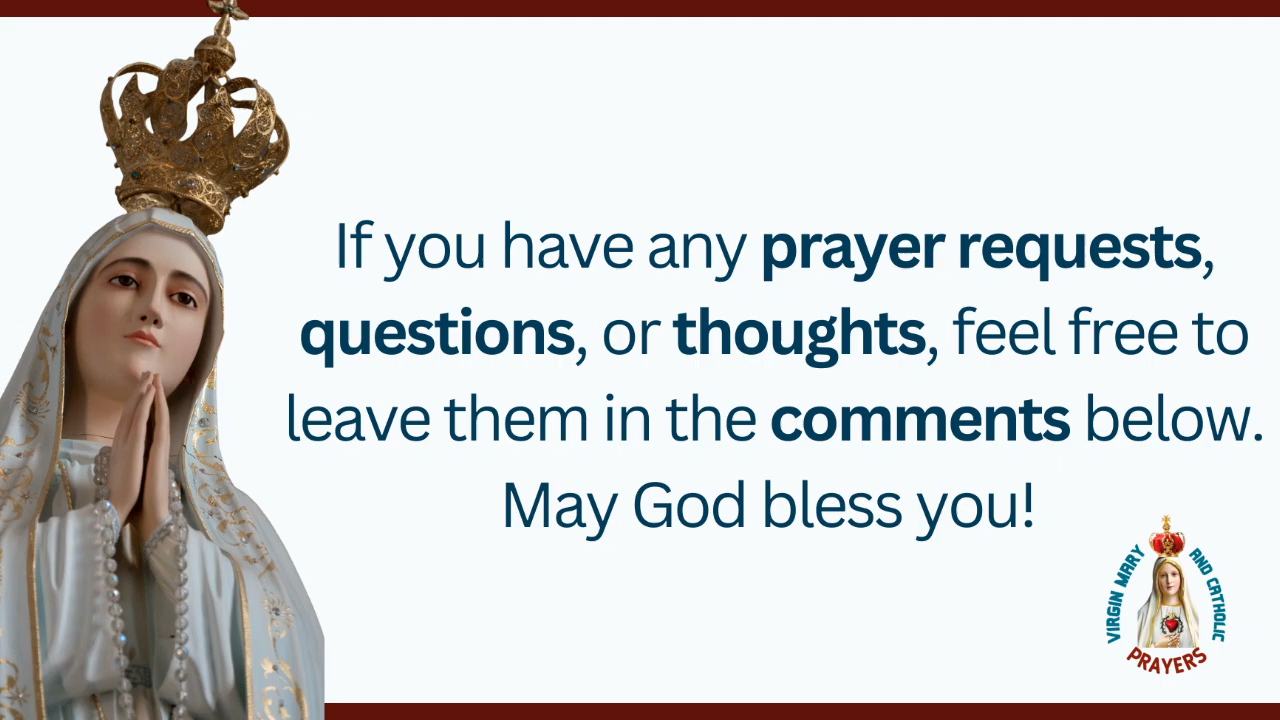 If you have any prayer requests,
questions, or thoughts, feel free to
leave them in the comments below.
May God bless you!
VIRGIN MARY AND CATHOLIC
PRAYERS